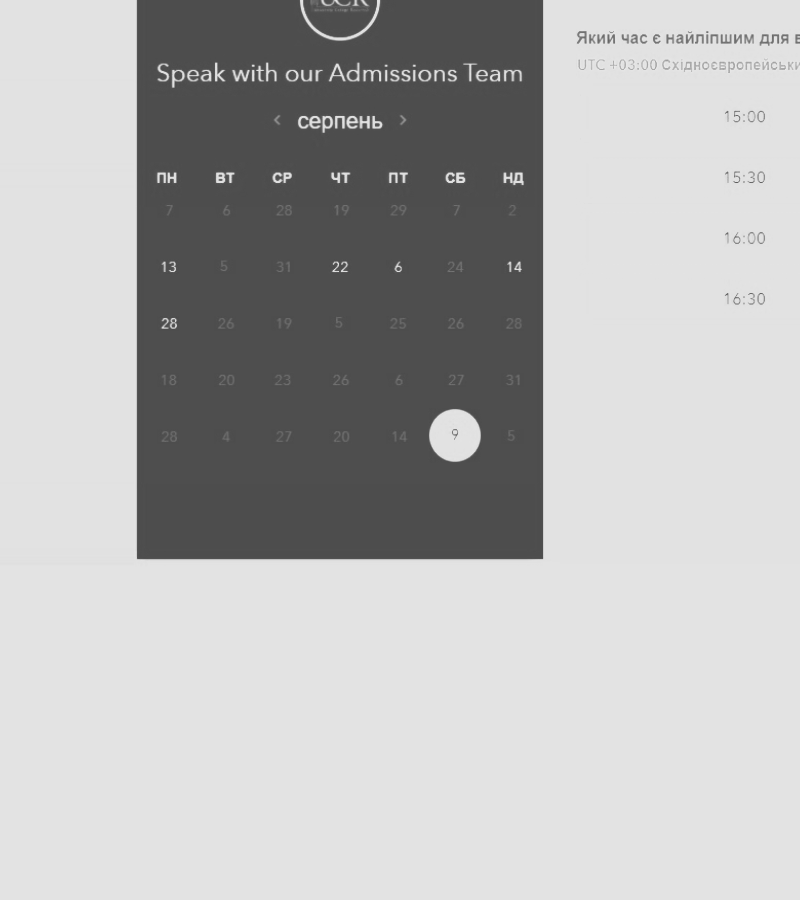 UCR
Speak with our Admissions Team
< серпень >
ПН ВТ СР ЧТ ПТ СБ НД
7 6 28 19 29 7 2
13 5 31 22 6 24 14
28 26 19 5 25 26 28
18 20 23 26 6 27 31
28 4 27 20 14 9 5
Який час є найліпшим для
UTC +03:00
15:00
15:30
16:00
16:30